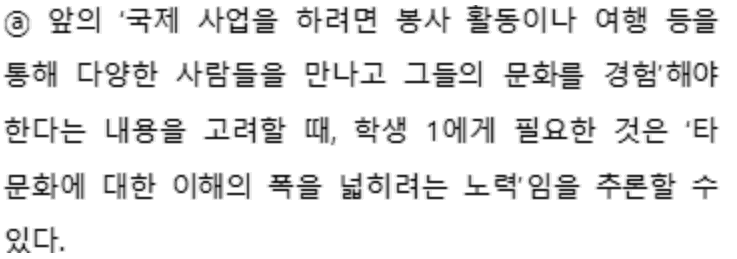 ⓐ 앞의 '국제 사업을 하려면 봉사 활동이나 여행 등을
통해 다양한 사람들을 만나고 그들의 문화를 경험'해야
한다는 내용을 고려할 때, 학생 1에게 필요한 것은 '타
문화에 대한 이해의 폭을 넓히려는 노력'임을 추론할 수
있다.